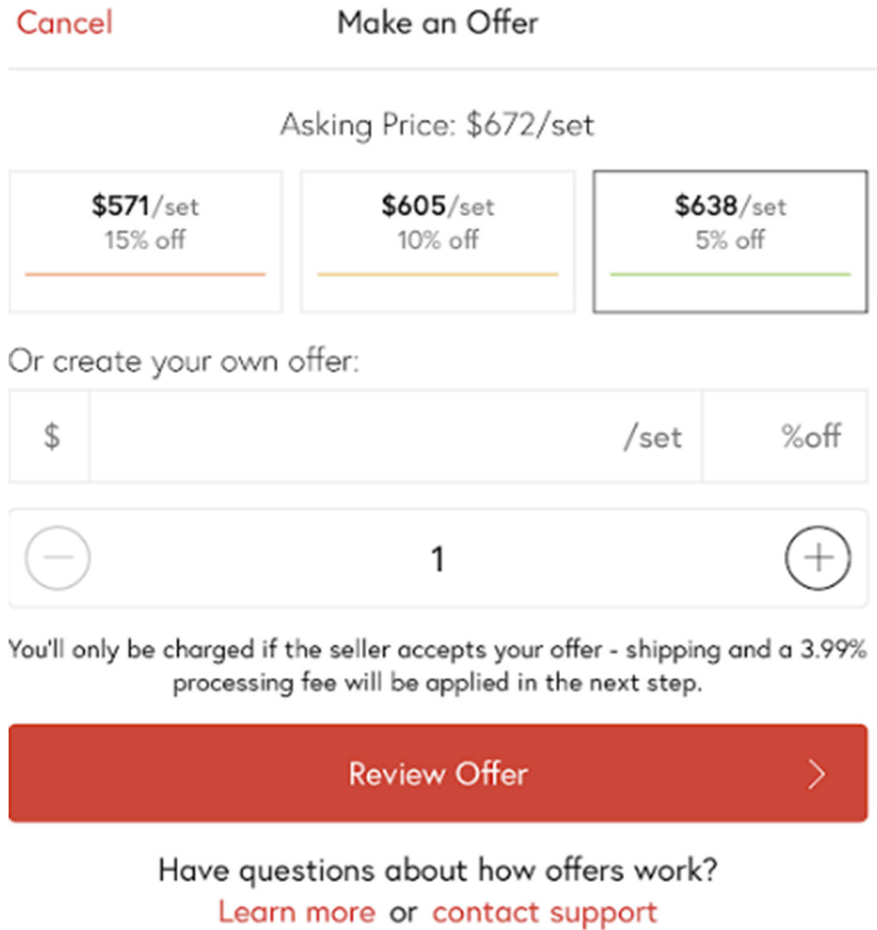 Cancel
Make an Offer
Asking Price: $672/set
$571/set
15% off
$605/set
10% off
$638/set
5% off
Or create your own offer:
$ /set %off
1
You'll only be charged if the seller accepts your offer - shipping and a 3.99%
processing fee will be applied in the next step.
Review Offer
Have questions about how offers work?
Learn more or contact support